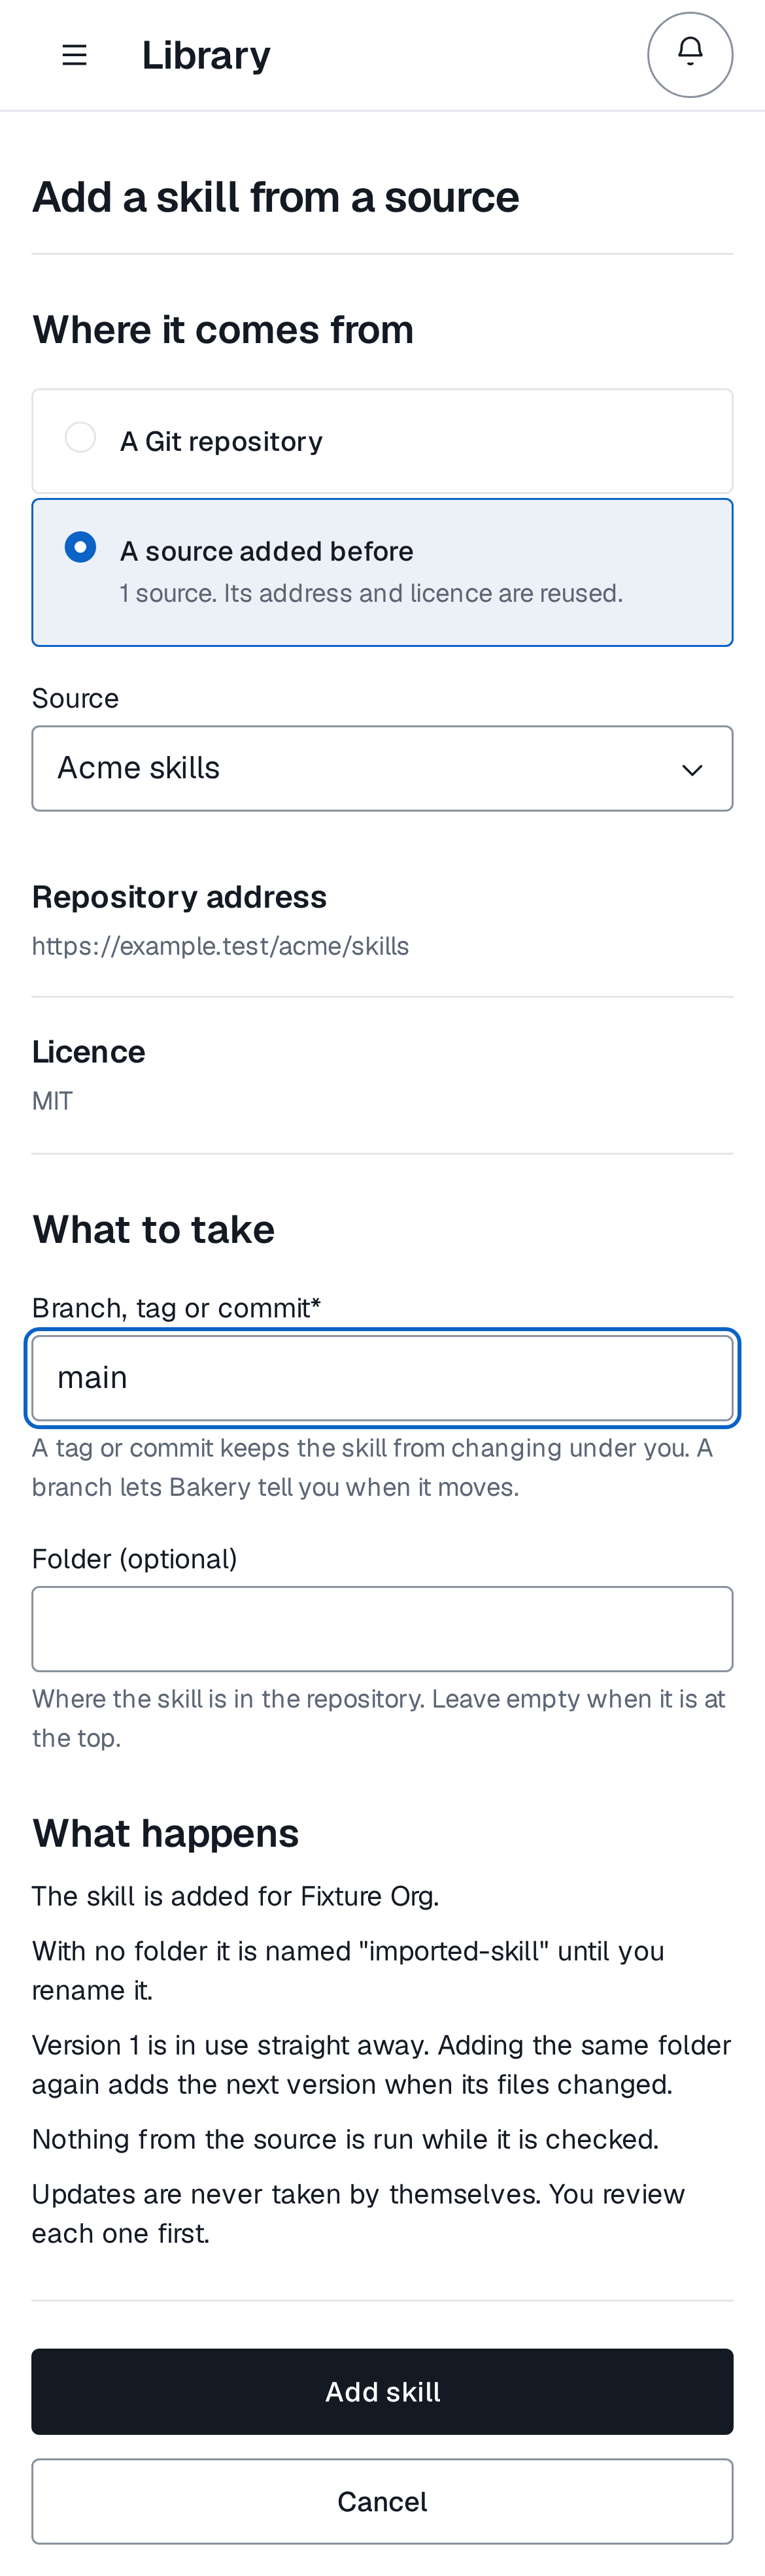 Library
Add a skill from a source
Where it comes from
A Git repository
A source added before
1 source. Its address and licence are reused.
Source
Acme skills
Repository address
https://example.test/acme/skills
Licence
MIT
What to take
Branch, tag or commit*
main
A tag or commit keeps the skill from changing under you. A
branch lets Bakery tell you when it moves.
Folder (optional)
Where the skill is in the repository. Leave empty when it is at
the top.
What happens
The skill is added for Fixture Org.
With no folder it is named "imported-skill" until you
rename it.
Version 1 is in use straight away. Adding the same folder
again adds the next version when its files changed.
Nothing from the source is run while it is checked.
Updates are never taken by themselves. You review
each one first.
Add skill
Cancel